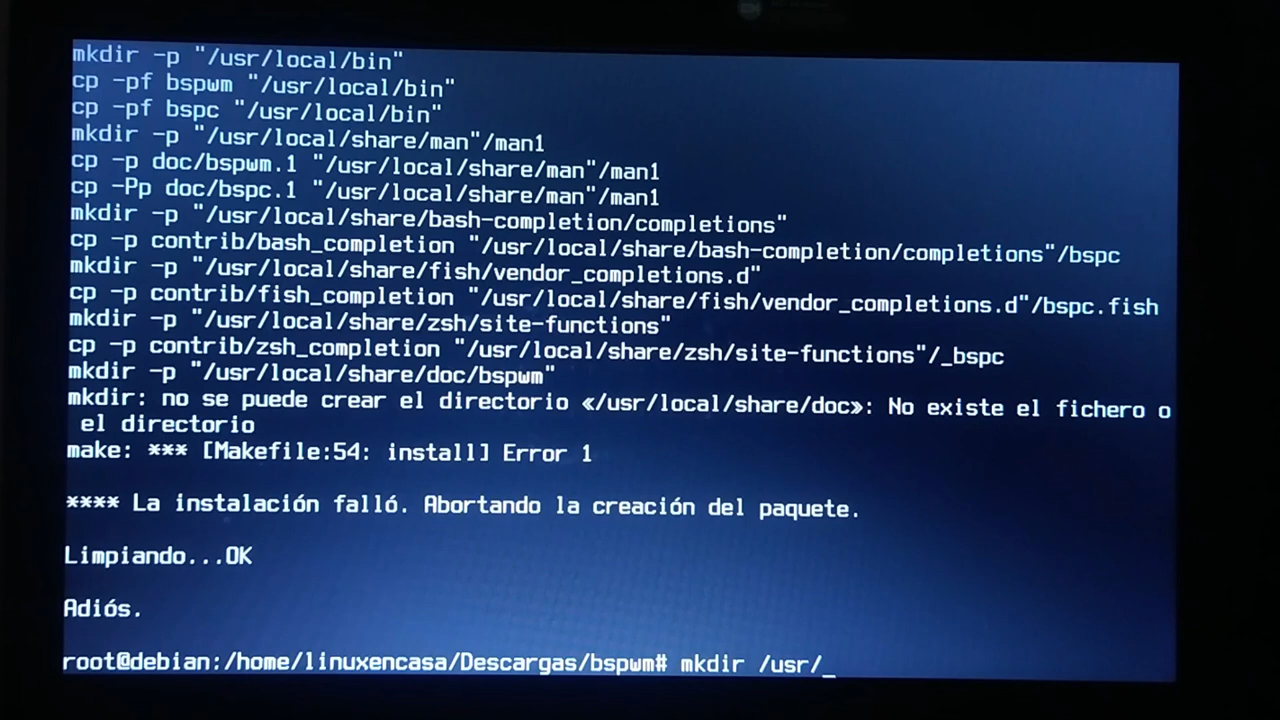 mkdir -p "/usr/local/bin"
cp -pf bspwm "/usr/local/bin"
cp -pf bspc "/usr/local/bin"
mkdir -p "/usr/local/share/man"/man1
cp -p doc/bspwm.1 "/usr/local/share/man"/man1
cp -Pp doc/bspc.1 "/usr/local/share/man"/man1
mkdir -p "/usr/local/share/bash-completion/completions"
cp -p contrib/bash_completion "/usr/local/share/bash-completion/completions"/bspc
mkdir -p "/usr/local/share/fish/vendor_completions.d"
cp -p contrib/fish_completion "/usr/local/share/fish/vendor_completions.d"/bspc.fish
mkdir -p "/usr/local/share/zsh/site-functions"
cp -p contrib/zsh_completion "/usr/local/share/zsh/site-functions"/_bspc
mkdir -p "/usr/local/share/doc/bspwm"
mkdir: no se puede crear el directorio «/usr/local/share/doc»: No existe el fichero o
el directorio
make: *** [Makefile:54: install] Error 1
**** La instalación falló. Abortando la creación del paquete.
Limpiando...OK
Adiós.
root@debian:/home/linuxencasa/Descargas/bspwm# mkdir /usr/_